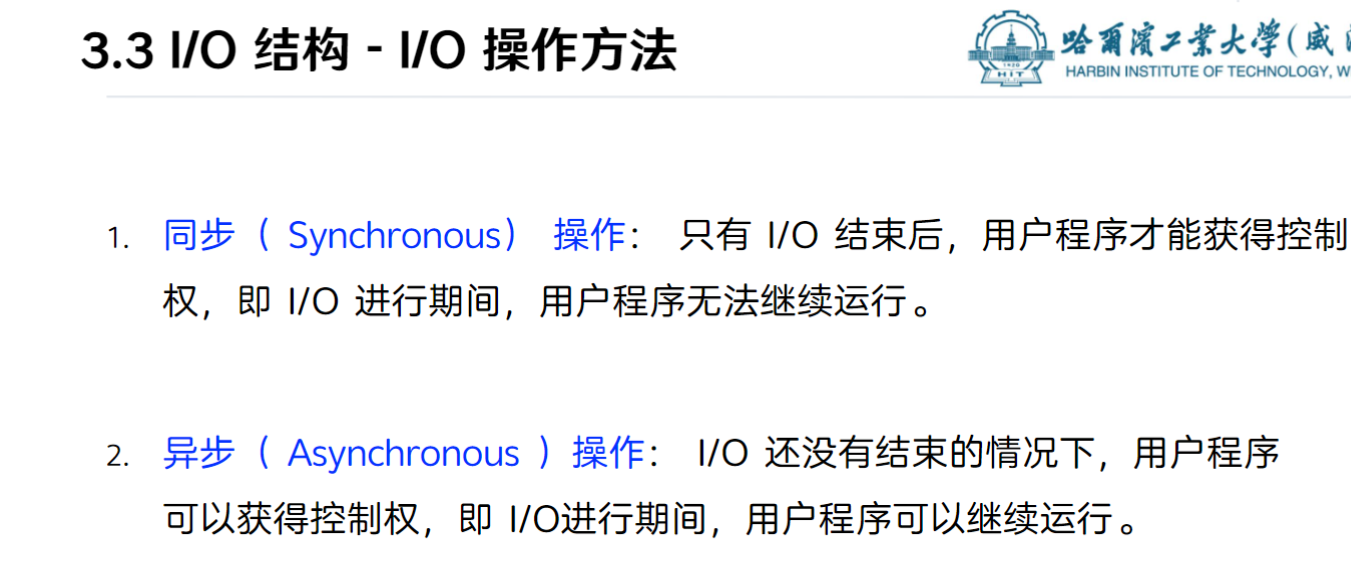 3.3 I/O 结构 - I/O 操作方法
哈爾濱工業大學(威
HARBIN INSTITUTE OF TECHNOLOGY, W
1. 同步（ Synchronous） 操作： 只有 I/O 结束后，用户程序才能获得控制
权，即 I/O 进行期间，用户程序无法继续运行。
2. 异步（ Asynchronous ）操作： I/O 还没有结束的情况下，用户程序
可以获得控制权，即 I/O进行期间，用户程序可以继续运行。
1920
HIT